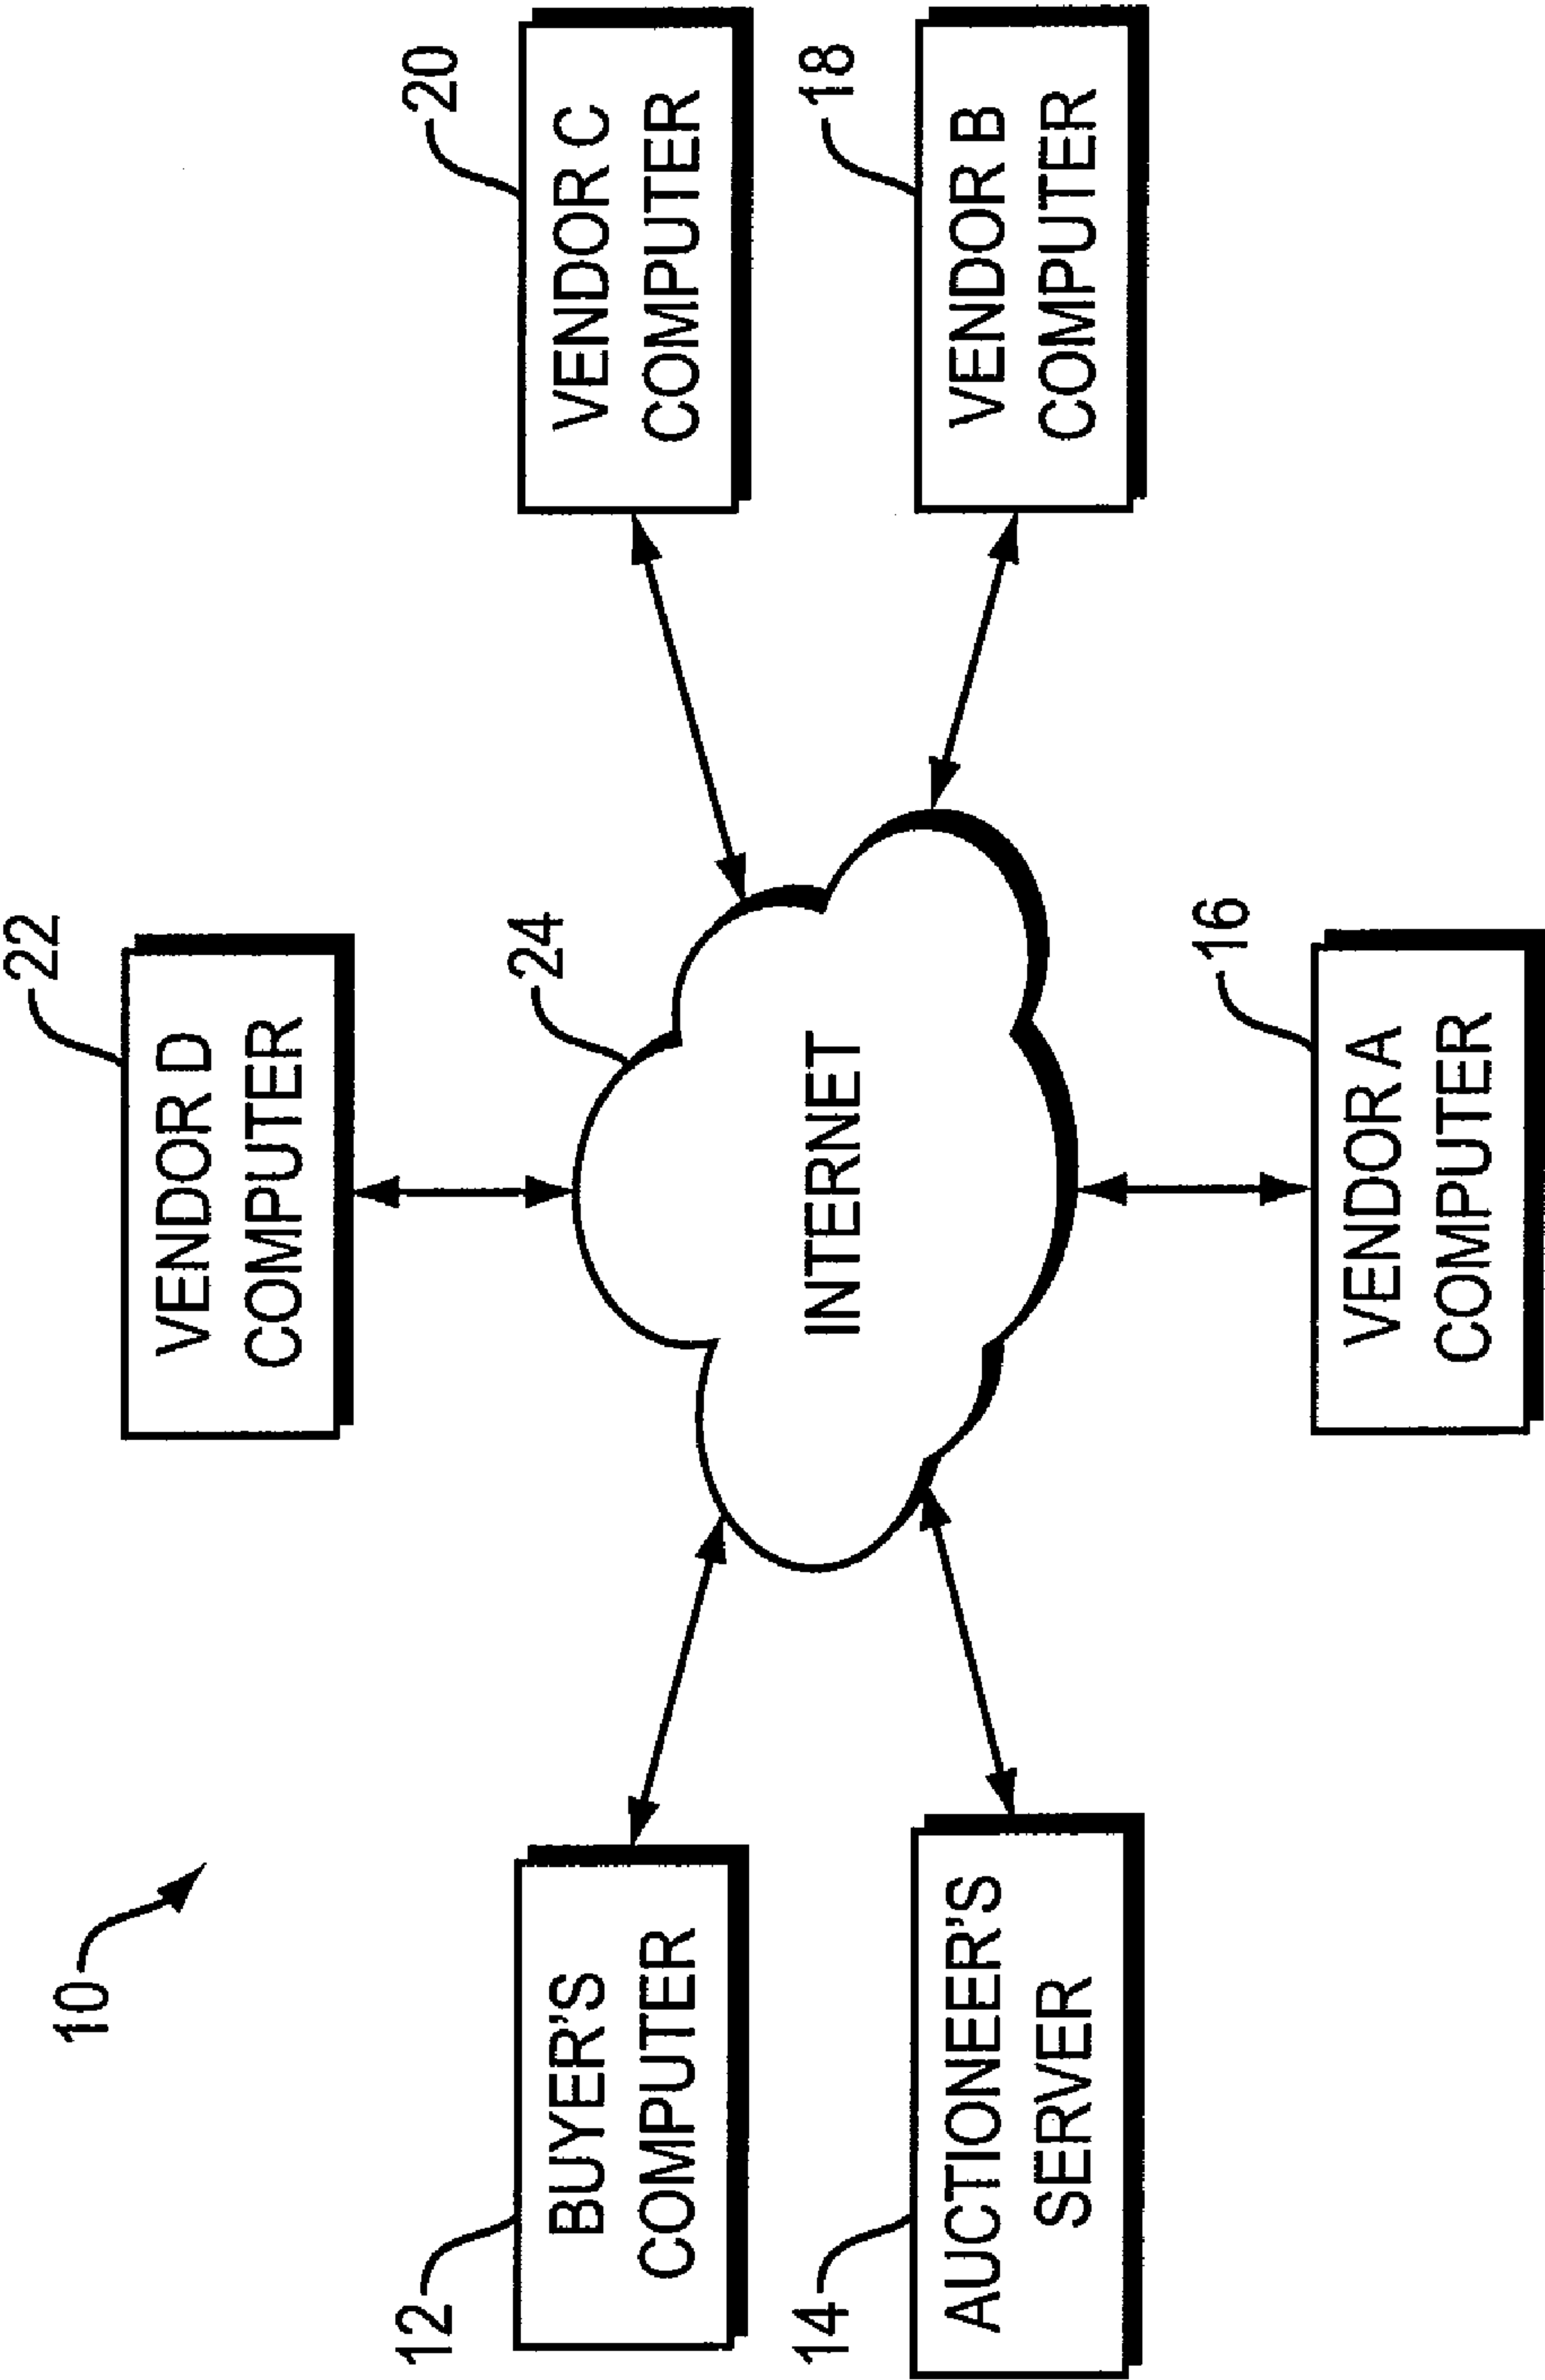 10
22
VENDOR D
COMPUTER
12
BUYER'S
COMPUTER
24
INTERNET
20
VENDOR C
COMPUTER
14
AUCTIONEER'S
SERVER
18
VENDOR B
COMPUTER
16
VENDOR A
COMPUTER